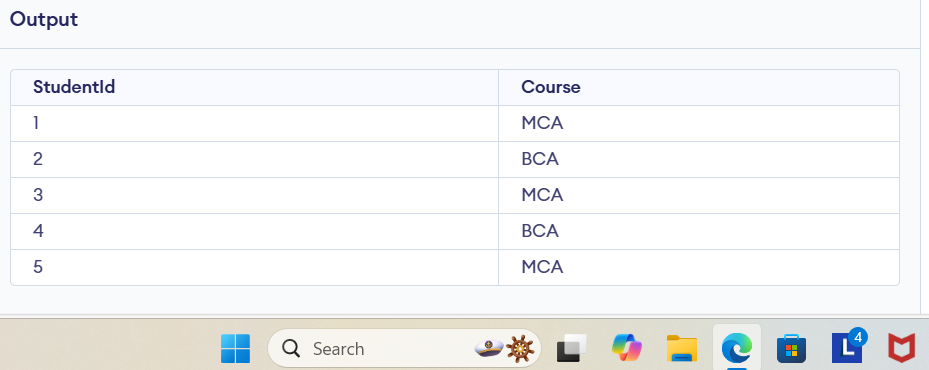 Output
StudentId Course
1 MCA
2 BCA
3 MCA
4 BCA
5 MCA
Search
L 4